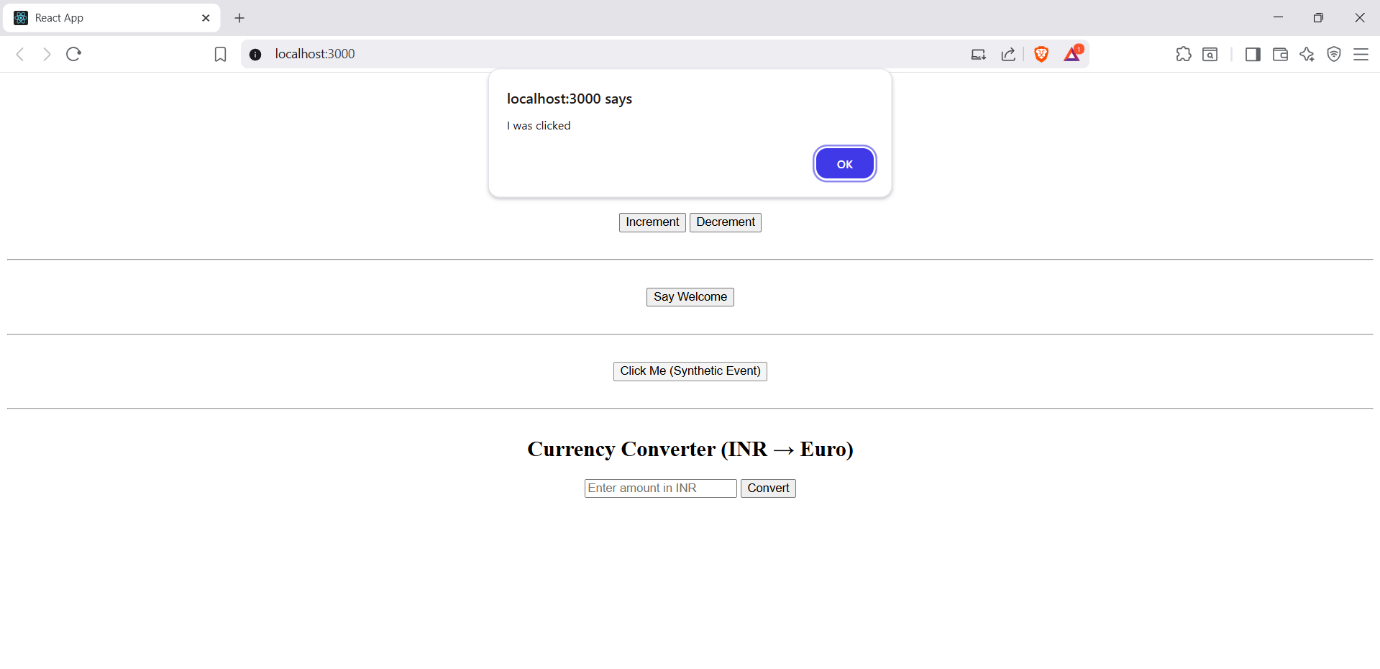 React App
localhost:3000
1
localhost:3000 says
I was clicked
OK
Increment Decrement
Say Welcome
Click Me (Synthetic Event)
Currency Converter (INR → Euro)
Enter amount in INR Convert